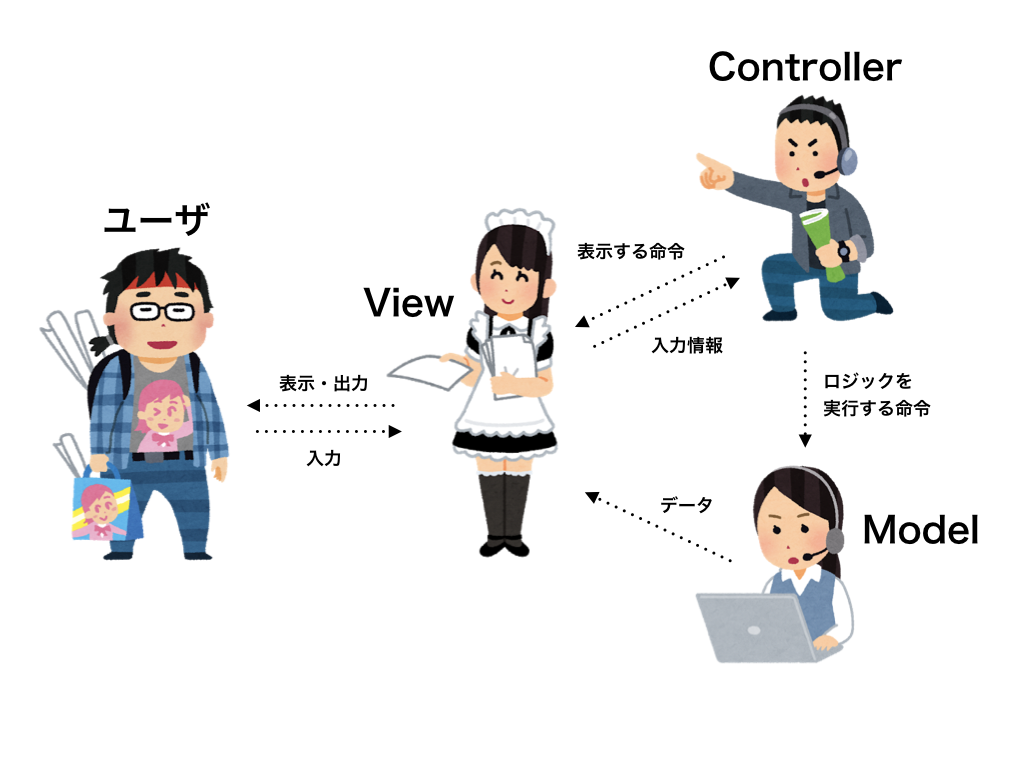 Controller
ユーザ
表示する命令
View
入力情報
表示・出力
ロジックを
実行する命令
入力
データ
Model